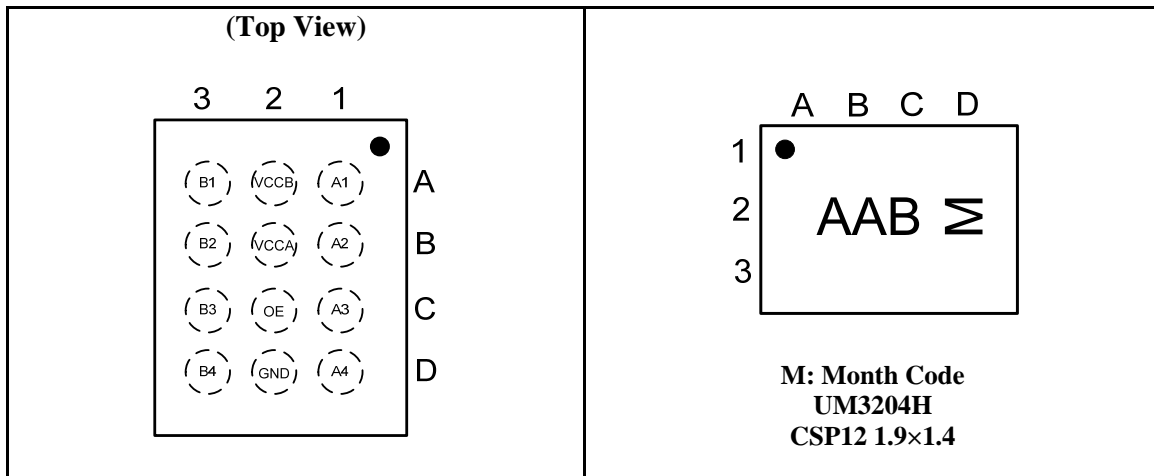 (Top View)
3 2 1
B1 VCCB A1 A
B2 VCCA A2 B
B3 OE A3 C
B4 GND A4 D
A B C D
1
2
3
AAB M
M: Month Code
UM3204H
CSP12 1.9×1.4